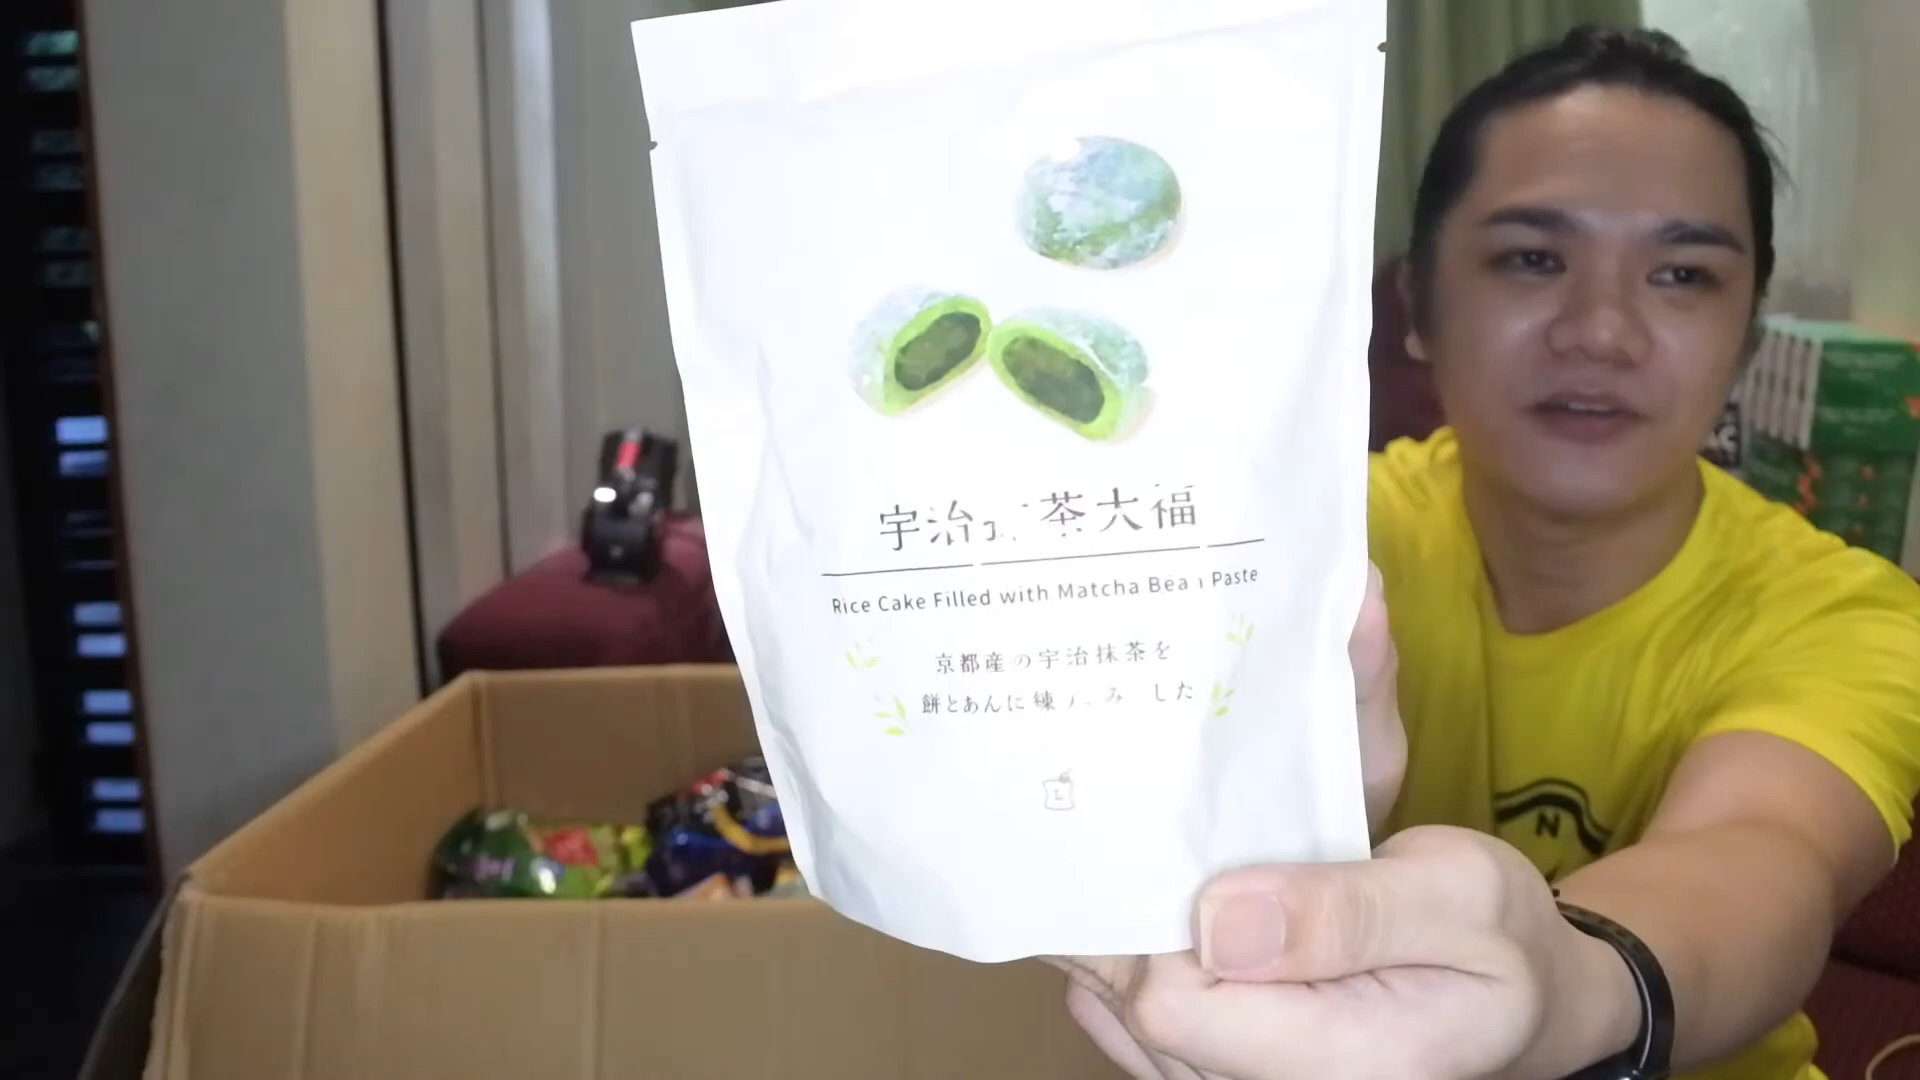 宇治 茶大福
Rice Cake Filled with Matcha Bea Paste
京都産の宇治抹茶を
餅とあんに練 み した
L
N